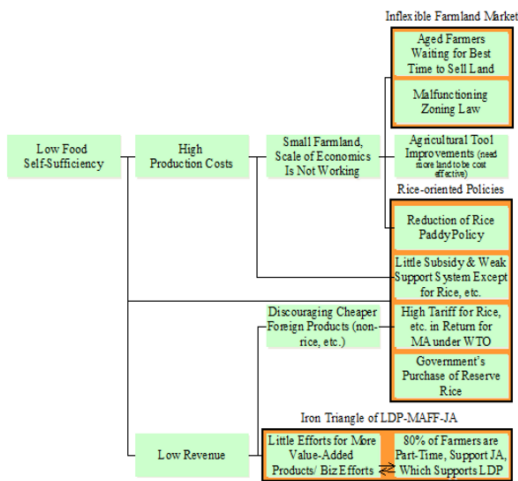 Inflexible Farmland Market
Aged Farmers
Waiting for Best
Time to Sell Land
Malfunctioning
Zoning Law
Low Food
Self-Sufficiency
High
Production Costs
Small Farmland,
Scale of Economics
Is Not Working
Agricultural Tool
Improvements (need
more land to be cost
effective)
Rice-oriented Policies
Reduction of Rice
Paddy Policy
Little Subsidy & Weak
Support System Except
for Rice, etc.
Discouraging Cheaper
Foreign Products (non-
rice, etc.)
High Tariff for Rice,
etc. in Return for
MA under WTO
Government's
Purchase of Reserve
Rice
Iron Triangle of LDP-MAFF-JA
Low Revenue
Little Efforts for More
Value-Added
Products/ Biz Efforts
80% of Farmers are
Part-Time, Support JA,
Which Supports LDP